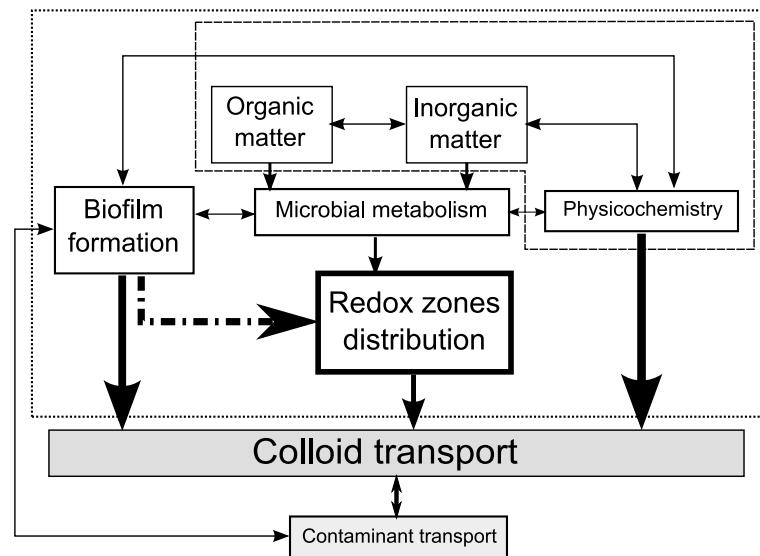 Organic
matter
Inorganic
matter
Biofilm
formation
Microbial metabolism
Physicochemistry
Redox zones
distribution
Colloid transport
Contaminant transport